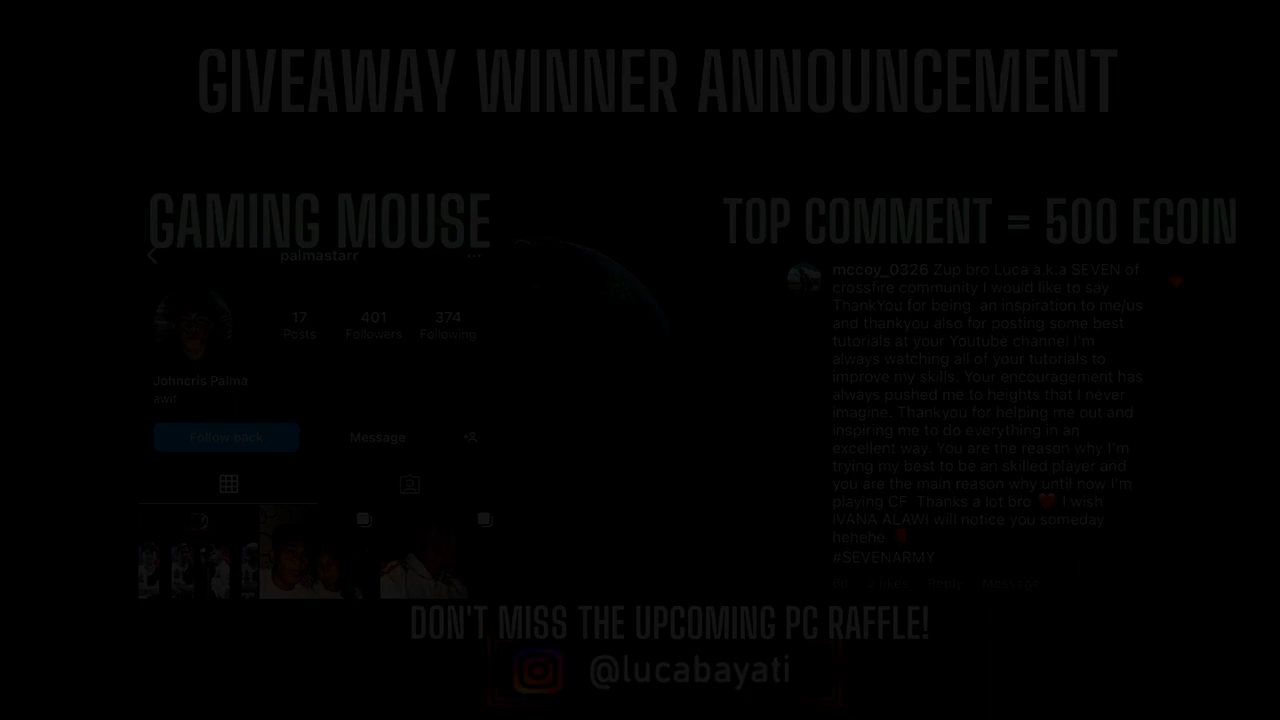 GIVEAWAY WINNER ANNOUNCEMENT
GAMING MOUSE
palmastarr
17 401 374
Posts Followers Following
Johncris Palma
awit
Follow back Message
TOP COMMENT = 500 ECOIN
mccoy_0326 Zup bro Luca a.k.a SEVEN of
crossfire community I would like to say
ThankYou for being an inspiration to me/us
and thankyou also for posting some best
tutorials at your Youtube channel I'm
always watching all of your tutorials to
improve my skills. Your encouragement has
always pushed me to heights that I never
imagine. Thankyou for helping me out and
inspiring me to do everything in an
excellent way. You are the reason why I'm
trying my best to be an skilled player and
you are the main reason why until now I'm
playing CF Thanks a lot bro ❤️ I wish
IVANA ALAWI will notice you someday
hehehe
#SEVENARMY
Reply Message
DON'T MISS THE UPCOMING PC RAFFLE!
@lucabayati